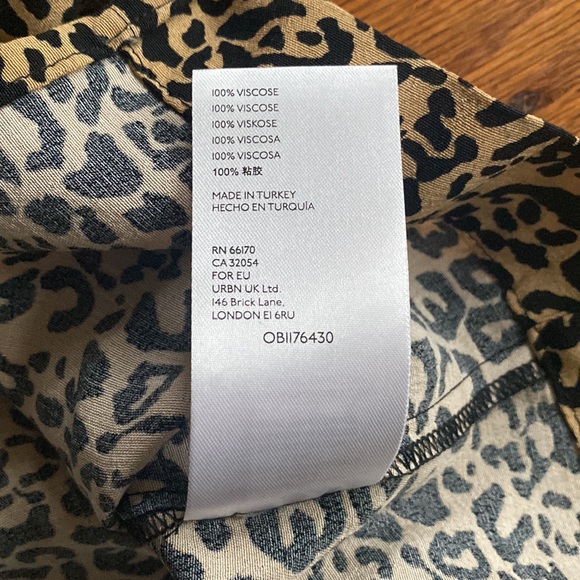 100% VISCOSE
100% VISCOSE
100% VISKOSE
100% VISCOSA
100% VISCOSA
100% 粘胶
MADE IN TURKEY
HECHO EN TURQUÍA
RN 66170
CA 32054
FOR EU
URBN UK Ltd.
146 Brick Lane,
LONDON E1 6RU
OB1176430